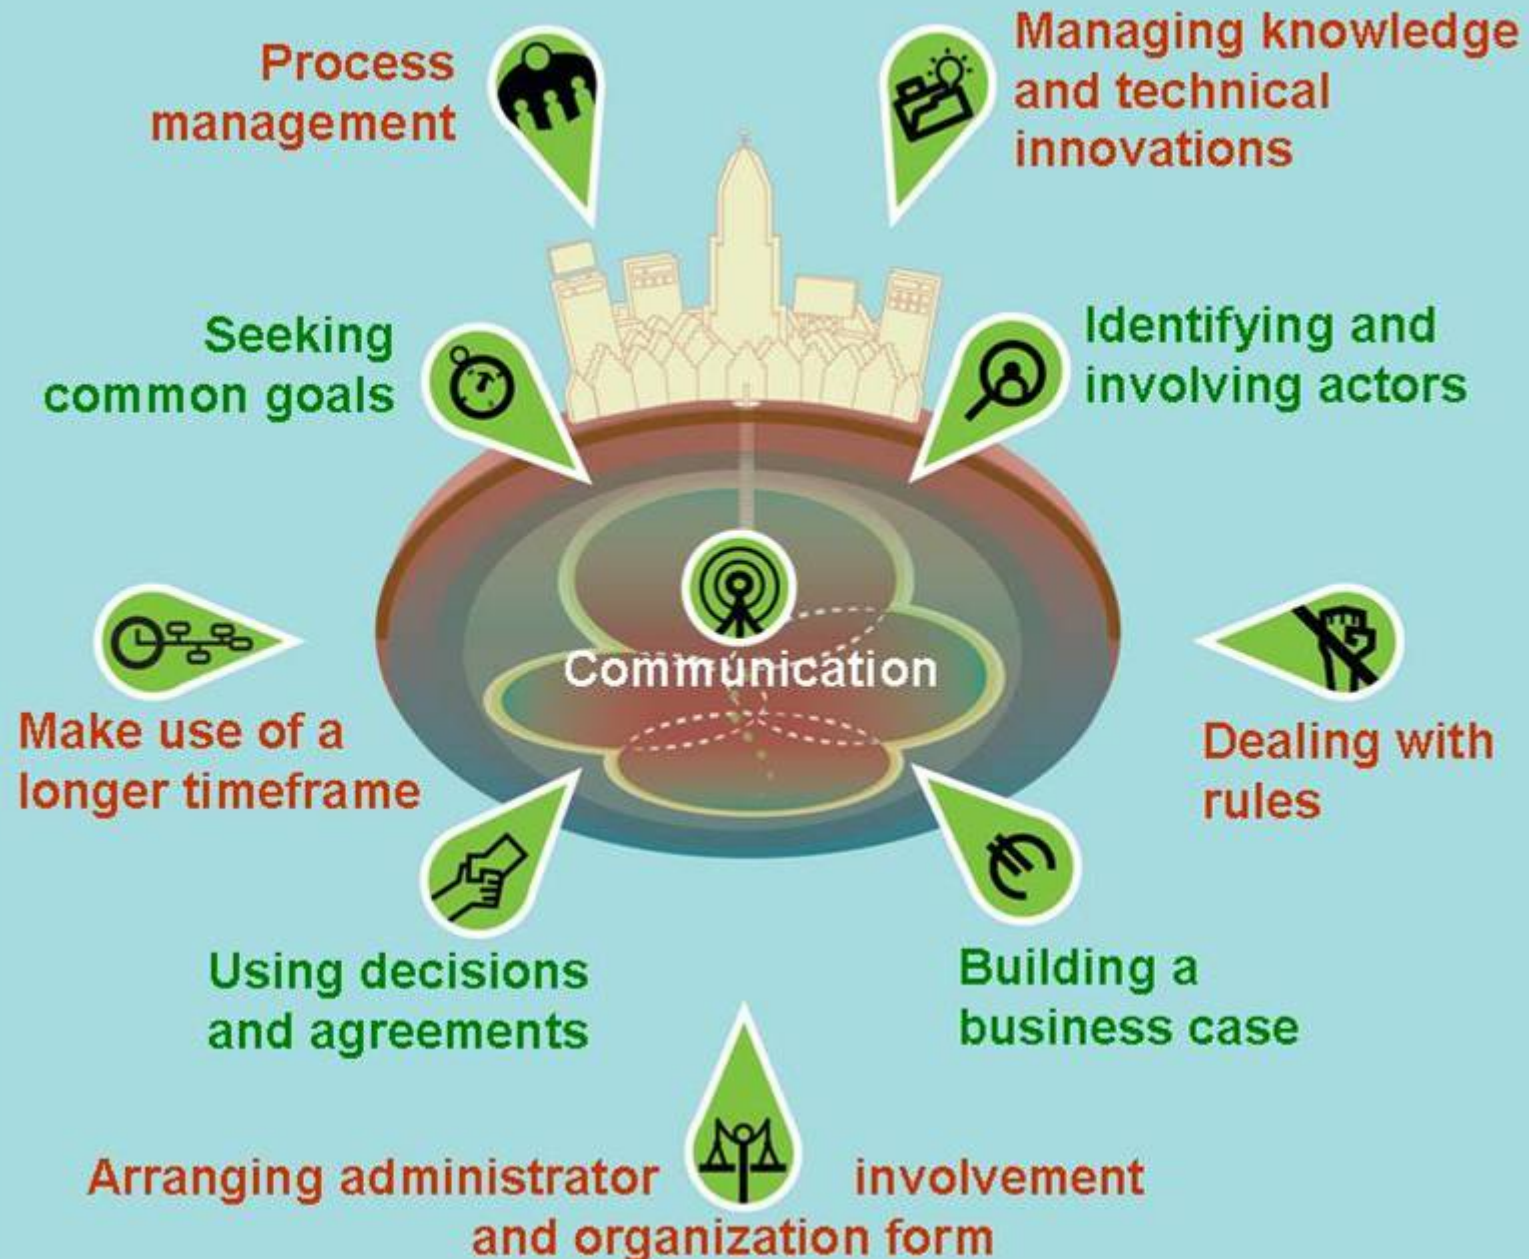 Process
management
Managing knowledge
and technical
innovations
Seeking
common goals
Identifying and
involving actors
Communication
Make use of a
longer timeframe
Dealing with
rules
Using decisions
and agreements
Building a
business case
Arranging administrator involvement
and organization form